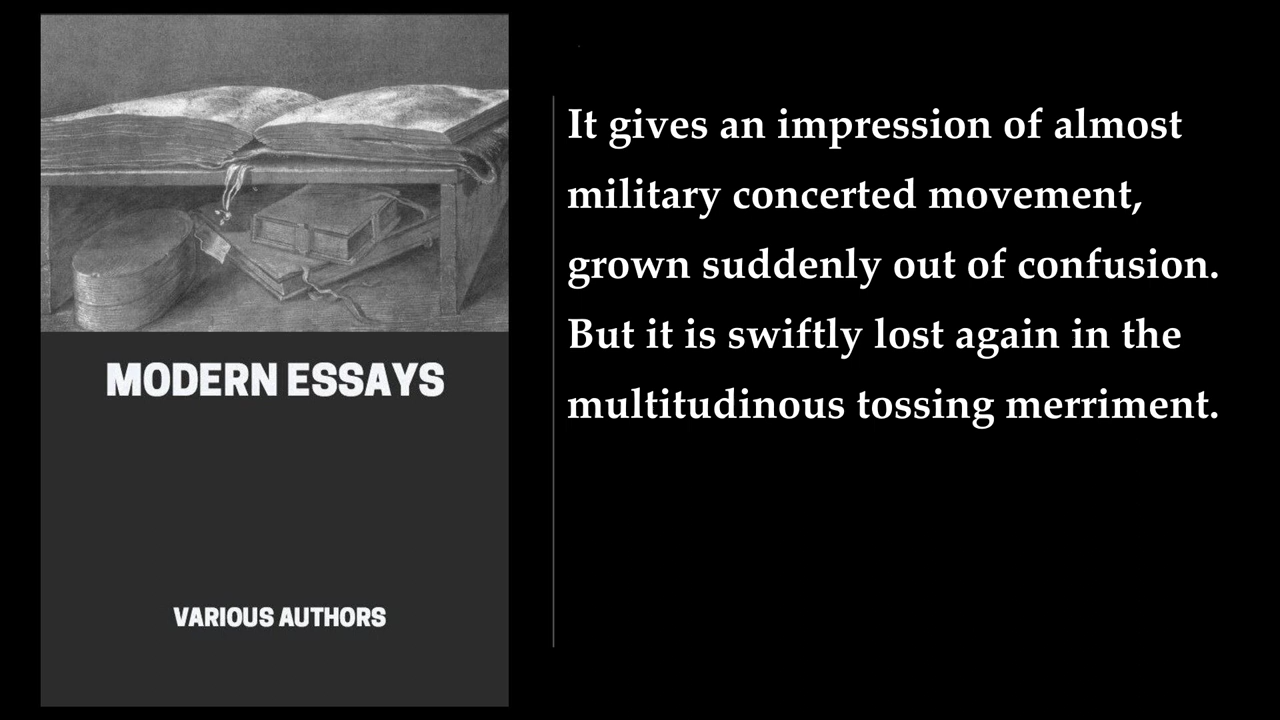 MODERN ESSAYS
VARIOUS AUTHORS
It gives an impression of almost
military concerted movement,
grown suddenly out of confusion.
But it is swiftly lost again in the
multitudinous tossing merriment.